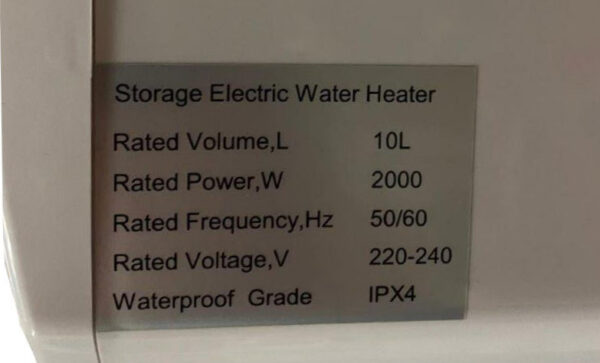 Storage Electric Water Heater
Rated Volume,L 10L
Rated Power,W 2000
Rated Frequency,Hz 50/60
Rated Voltage,V 220-240
Waterproof Grade IPX4